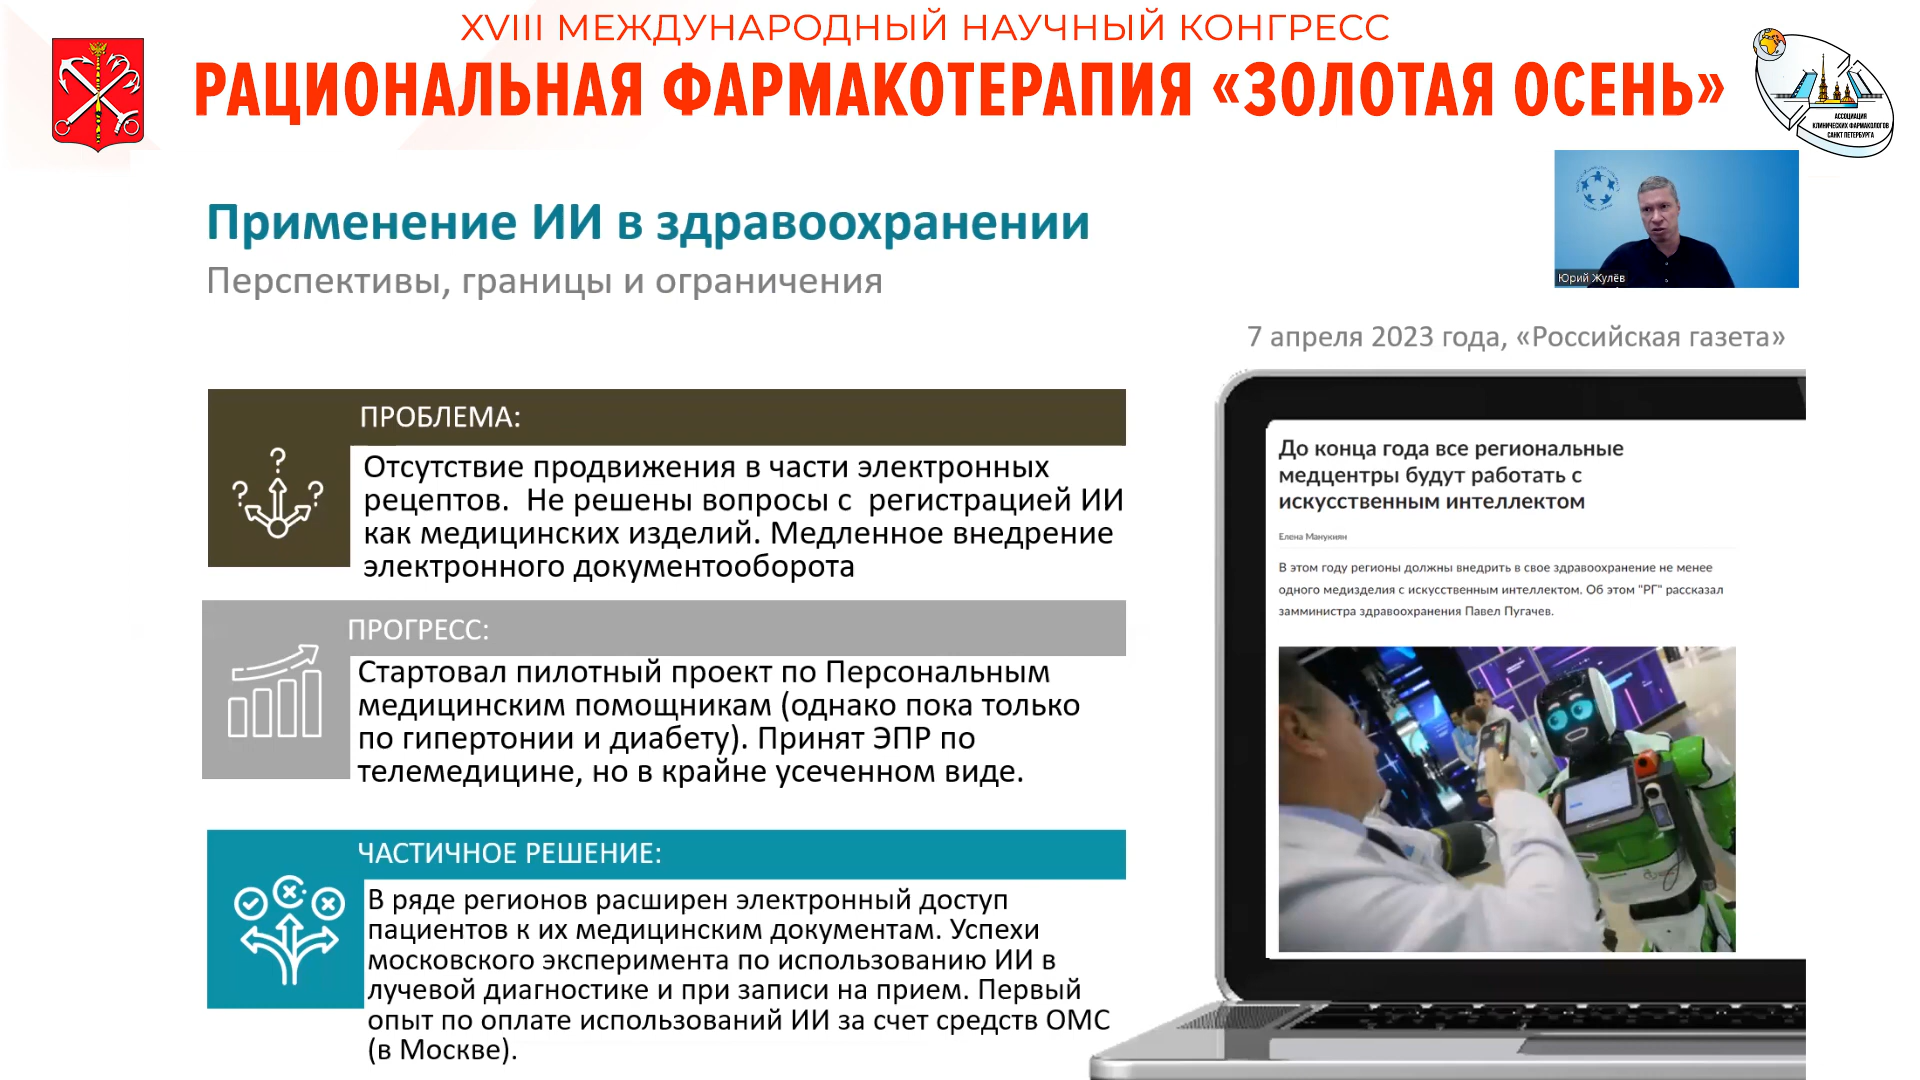 XVIII МЕЖДУНАРОДНЫЙ НАУЧНЫЙ КОНГРЕСС
РАЦИОНАЛЬНАЯ ФАРМАКОТЕРАПИЯ «ЗОЛОТАЯ ОСЕНЬ»
АССОЦИАЦИЯ
КЛИНИЧЕСКИХ ФАРМАКОЛОГОВ
САНКТ ПЕТЕРБУРГА
Применение ИИ в здравоохранении
Перспективы, границы и ограничения
Юрий Жулёв
7 апреля 2023 года, «Российская газета»
ПРОБЛЕМА:
Отсутствие продвижения в части электронных
рецептов.  Не решены вопросы с  регистрацией ИИ
как медицинских изделий. Медленное внедрение
электронного документооборота
ПРОГРЕСС:
Стартовал пилотный проект по Персональным
медицинским помощникам (однако пока только
по гипертонии и диабету). Принят ЭПР по
телемедицине, но в крайне усеченном виде.
ЧАСТИЧНОЕ РЕШЕНИЕ:
В ряде регионов расширен электронный доступ
пациентов к их медицинским документам. Успехи
московского эксперимента по использованию ИИ в
лучевой диагностике и при записи на прием. Первый
опыт по оплате использований ИИ за счет средств ОМС
(в Москве).
До конца года все региональные
медцентры будут работать с
искусственным интеллектом
Елена Манукиян
В этом году регионы должны внедрить в свое здравоохранение не менее
одного медизделия с искусственным интеллектом. Об этом "РГ" рассказал
замминистра здравоохранения Павел Пугачев.